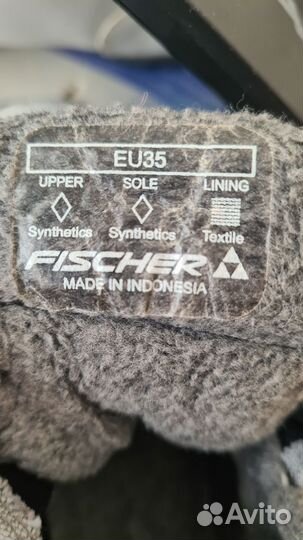 EU35
UPPER SOLE LINING
Synthetics Synthetics Textile
FISCHER
MADE IN INDONESIA
Avito